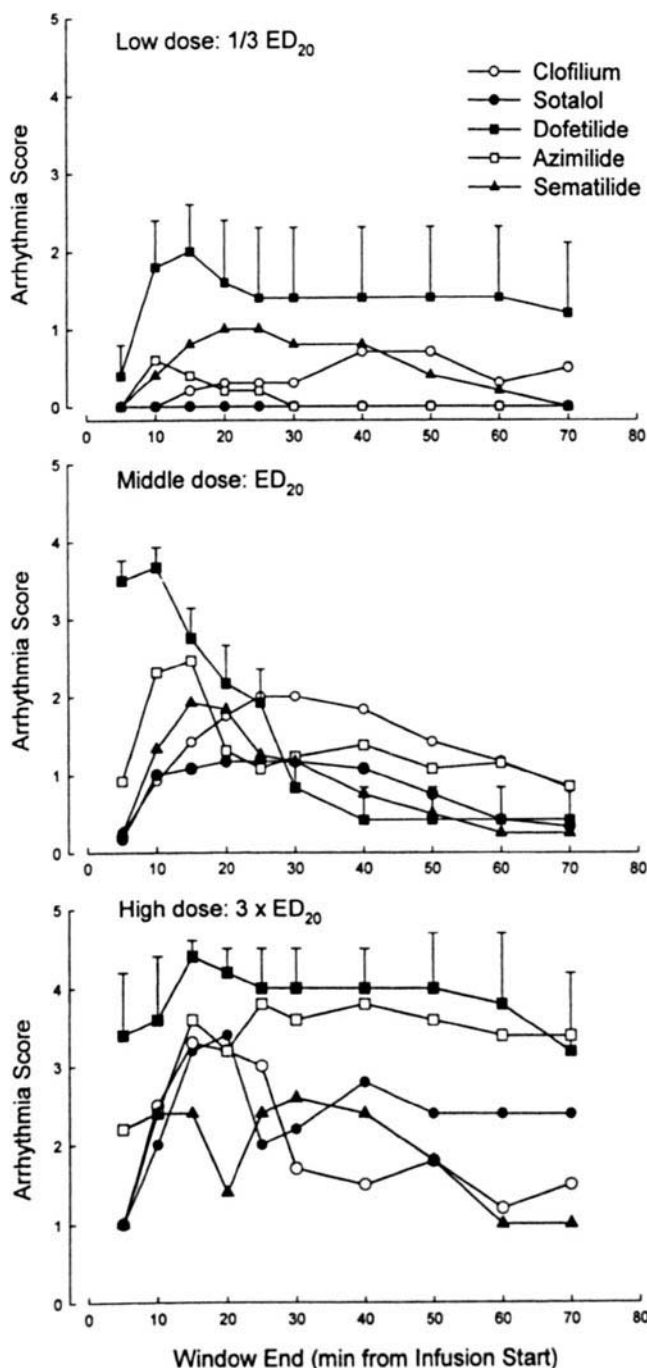 5
Low dose: 1/3 ED20
Clofilium
Sotalol
Dofetilide
Azimilide
Sematilide
4
3
2
1
0
Arrhythmia Score
0 10 20 30 40 50 60 70 80
5
Middle dose: ED20
4
3
2
1
0
Arrhythmia Score
0 10 20 30 40 50 60 70 80
5
High dose: 3 x ED20
4
3
2
1
0
Arrhythmia Score
0 10 20 30 40 50 60 70 80
Window End (min from Infusion Start)